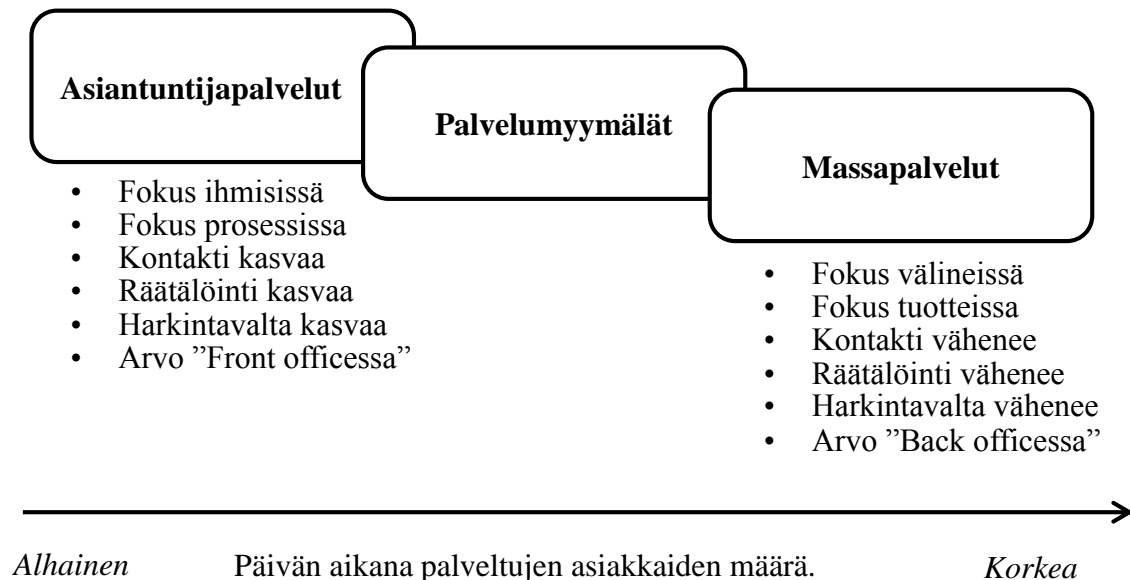 Asiantuntijapalvelut
Palvelumyymälät
Massapalvelut
• Fokus ihmisissä
• Fokus prosessissa
• Kontakti kasvaa
• Räätälöinti kasvaa
• Harkintavalta kasvaa
• Arvo ”Front officessa”
• Fokus välineissä
• Fokus tuotteissa
• Kontakti vähenee
• Räätälöinti vähenee
• Harkintavalta vähenee
• Arvo ”Back officessa”
Alhainen Päivän aikana palveltujen asiakkaiden määrä. Korkea